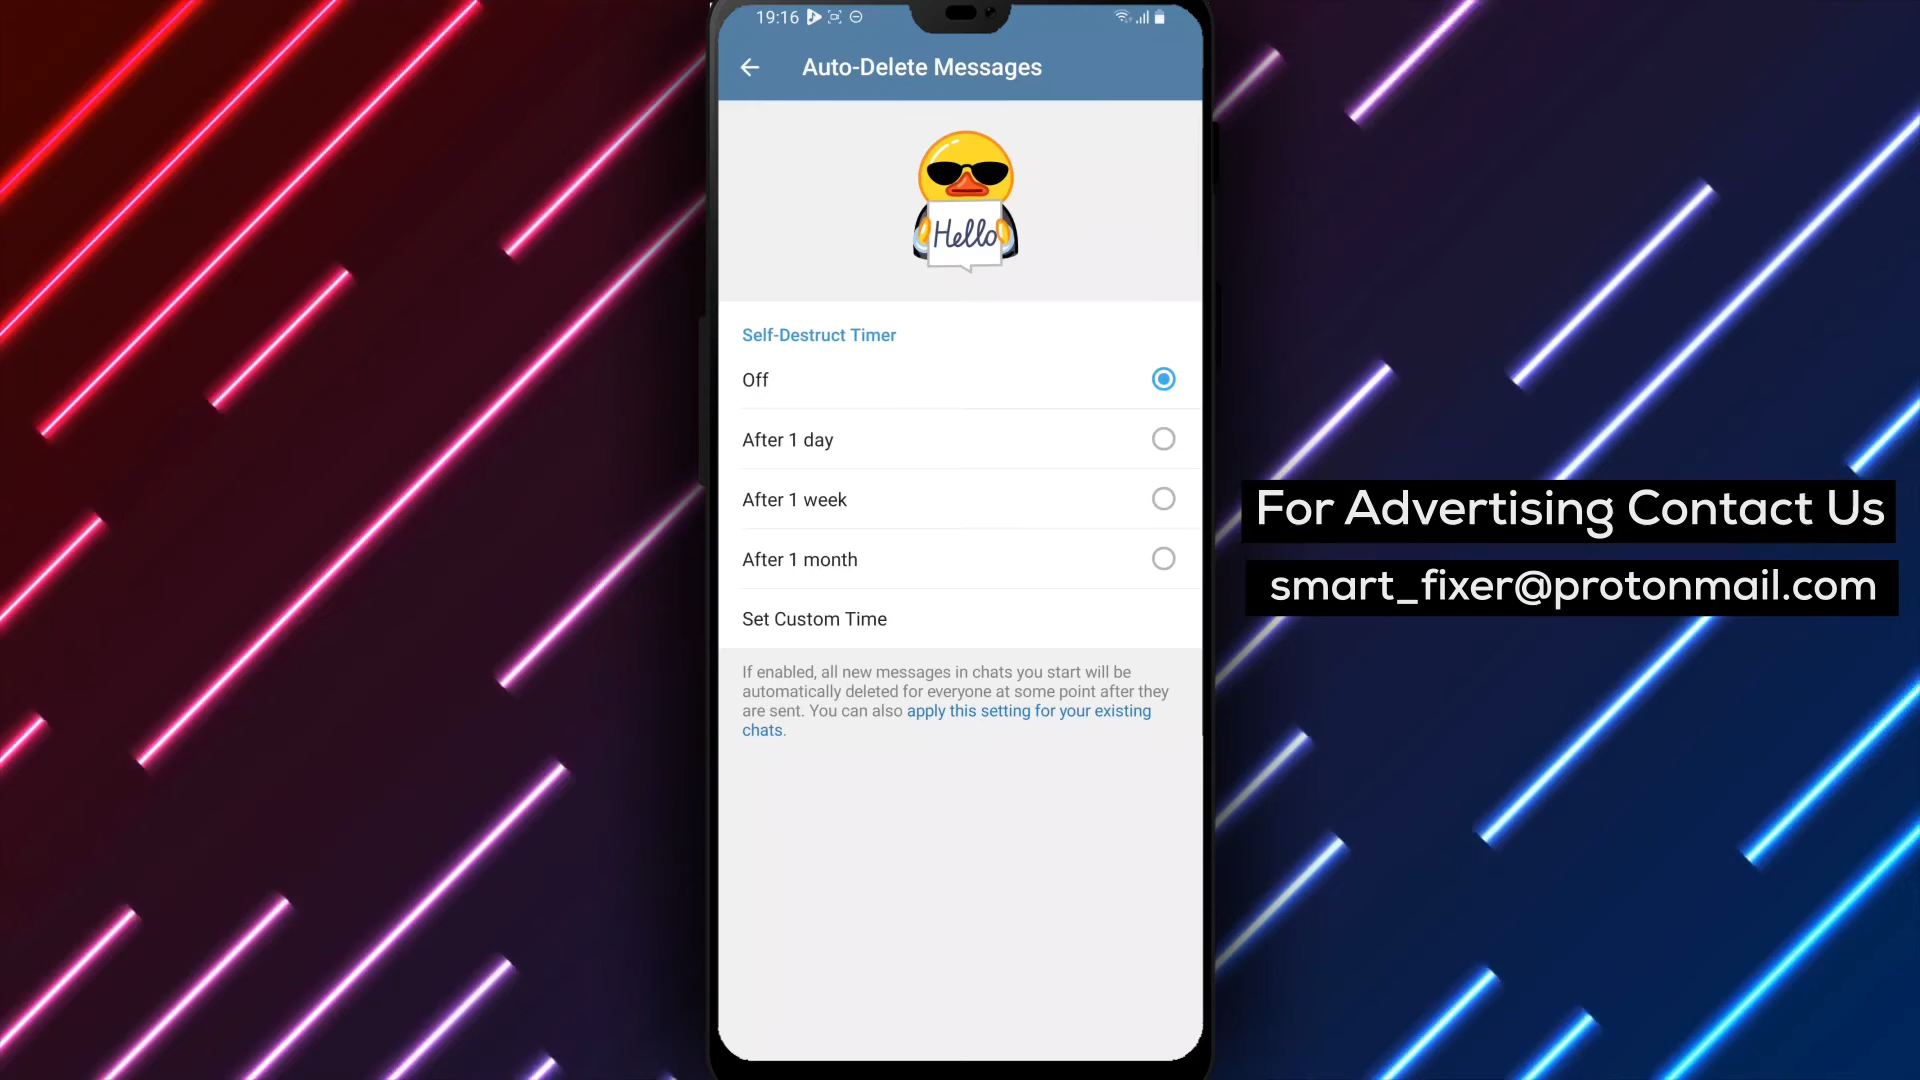 19:16
Auto-Delete Messages
Hello
Self-Destruct Timer
Off
After 1 day
After 1 week
After 1 month
Set Custom Time
If enabled, all new messages in chats you start will be
automatically deleted for everyone at some point after they
are sent. You can also apply this setting for your existing
chats.
For Advertising Contact Us
smart_fixer@protonmail.com